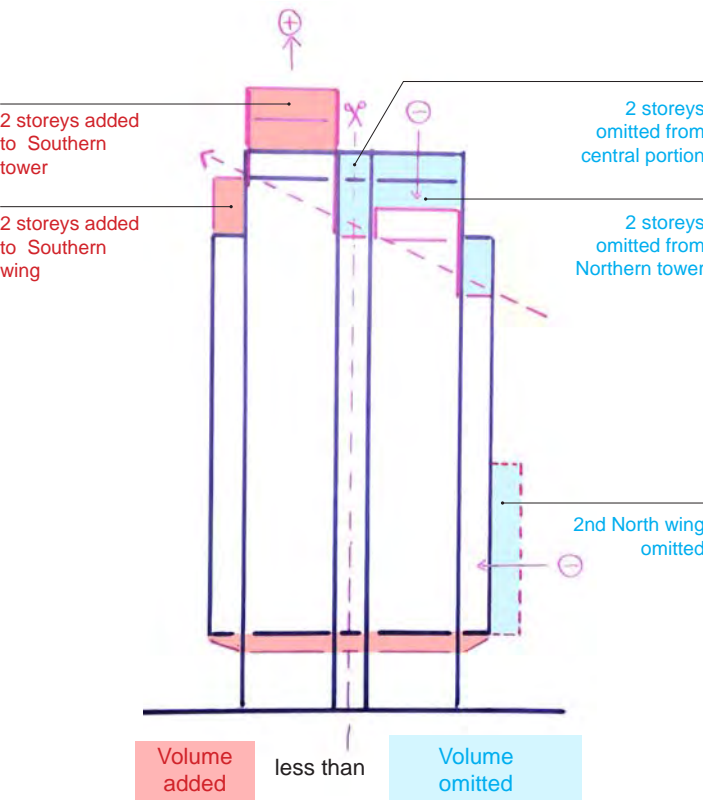 2 storeys added
to Southern
tower
2 storeys added
to Southern
wing
2 storeys
omitted from
central portion
2 storeys
omitted from
Northern tower
2nd North wing
omitted
Volume
added
less than
Volume
omitted